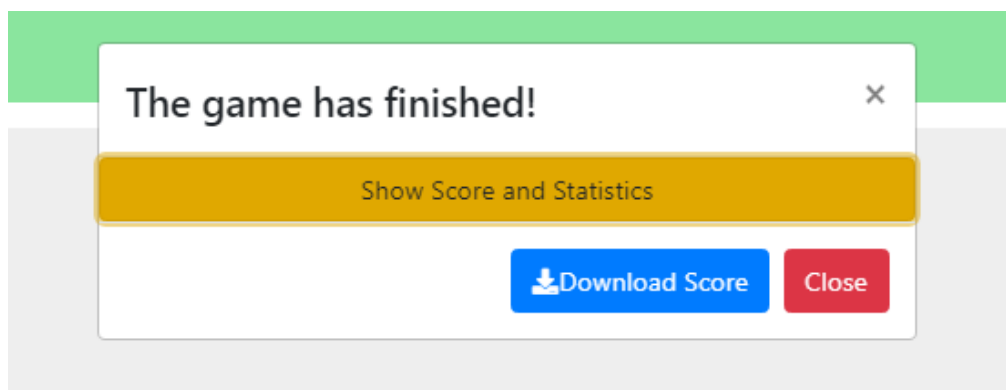 The game has finished!
×
Show Score and Statistics
Download Score
Close